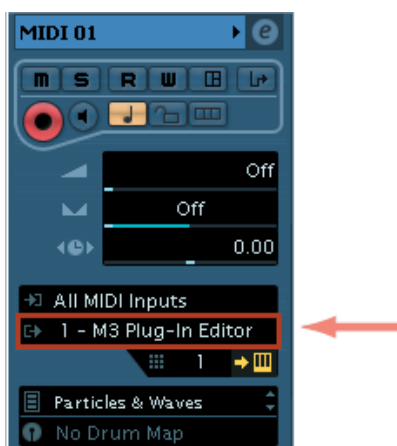 MIDI 01 e
m S R W
Off
Off
0.00
All MIDI Inputs
1 - M3 Plug-In Editor
1
Particles & Waves
No Drum Map